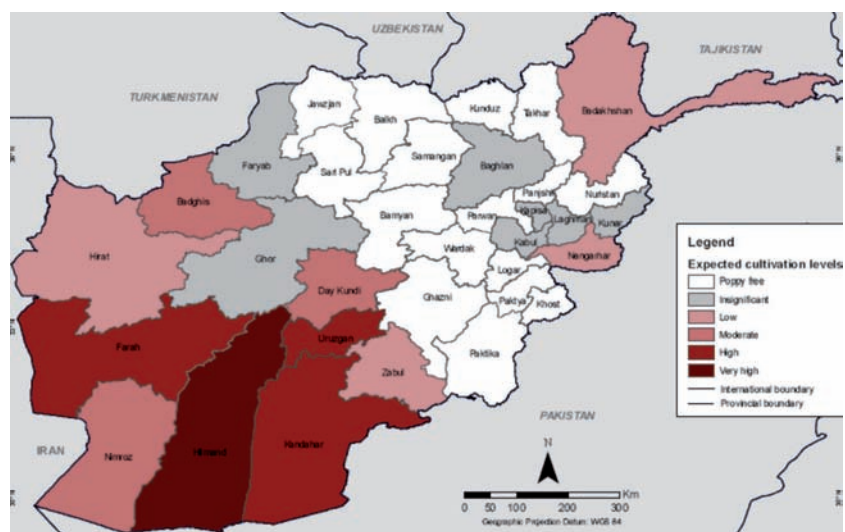 UZBEKISTAN
TAJIKISTAN
TURKMENISTAN
Jawzjan
Balkh
Kunduz
Takhar
Badakhshan
Faryab
Sari Pul
Samangan
Baghlan
Panjshir
Nuristan
Badghis
Bamyan
Parwan
Kapisa
Laghman
Kunar
Kabul
Hirat
Ghor
Wardak
Nangarhar
Logar
Day Kundi
Ghazni
Paktya
Khost
Farah
Uruzgan
Zabul
Paktika
Nimroz
Hilmand
Kandahar
IRAN
PAKISTAN
Legend
Expected cultivation levels
Poppy free
Insignificant
Low
Moderate
High
Very high
International boundary
Provincial boundary
N
Km
0 50 100 200 300
Geographic Projection Datum: WGS 84